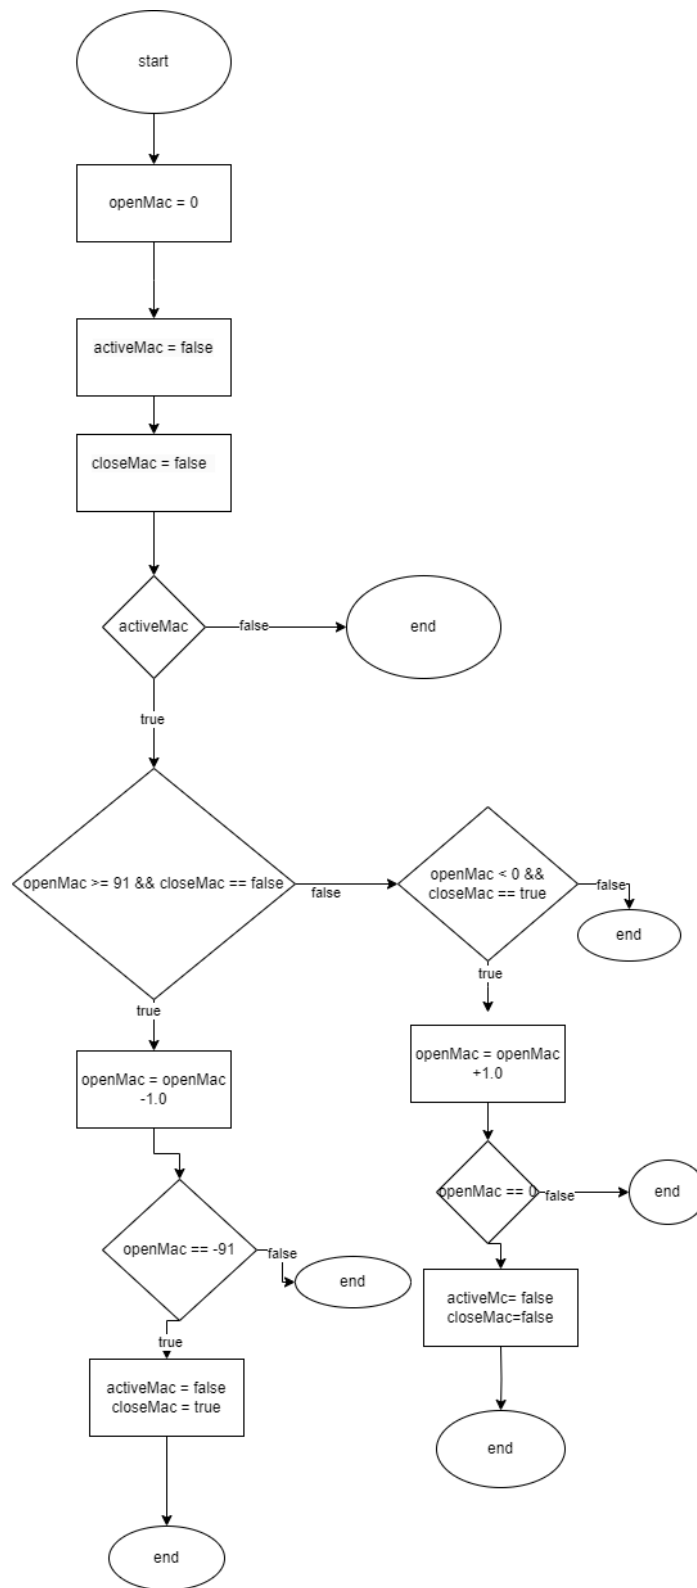 start
openMac = 0
activeMac = false
closeMac = false
activeMac
false
end
true
openMac >= 91 && closeMac == false
false
openMac < 0 &&
closeMac == true
false
end
true
true
openMac = openMac
-1.0
openMac = openMac
+1.0
openMac == -91
false
end
openMac == 0
false
end
true
activeMac = false
closeMac = true
activeMc= false
closeMac=false
end
end